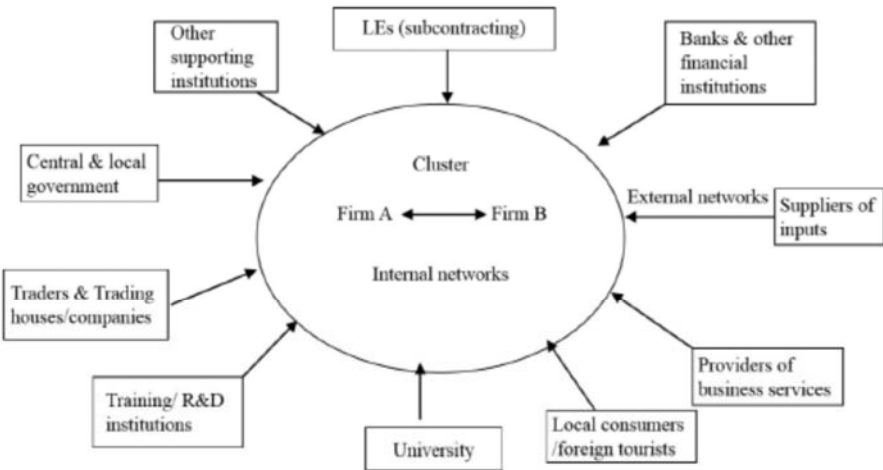 LEs (subcontracting)
Other
supporting
institutions
Banks & other
financial
institutions
Central & local
government
Cluster
Firm A
Firm B
External networks
Suppliers of
inputs
Internal networks
Traders & Trading
houses/companies
Providers of
business services
Training/ R&D
institutions
University
Local consumers
/foreign tourists